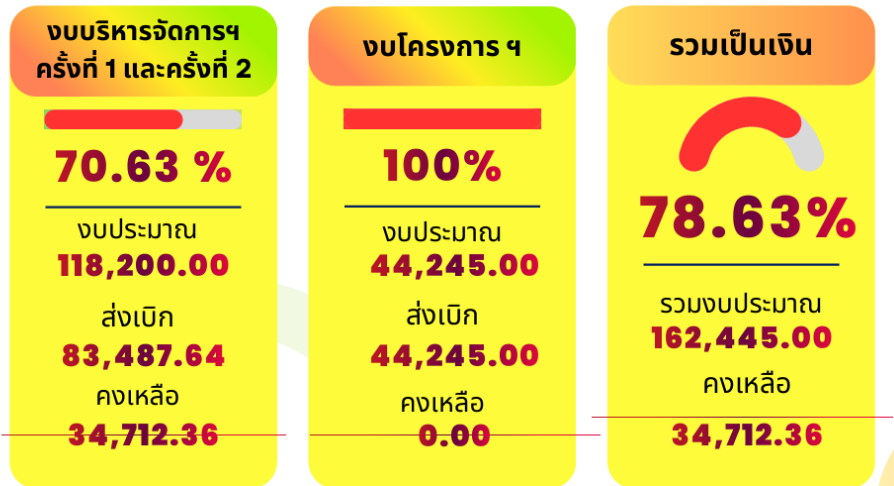 งบบริหารจัดการฯ
ครั้งที่ 1 และครั้งที่ 2
70.63 %
งบประมาณ
118,200.00
ส่งเบิก
83,487.64
คงเหลือ
34,712.36
งบโครงการ ฯ
100%
งบประมาณ
44,245.00
ส่งเบิก
44,245.00
คงเหลือ
0.00
รวมเป็นเงิน
78.63%
รวมงบประมาณ
162,445.00
คงเหลือ
34,712.36